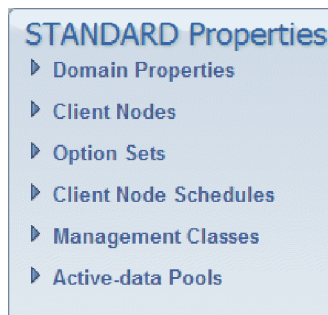 STANDARD Properties
Domain Properties
Client Nodes
Option Sets
Client Node Schedules
Management Classes
Active-data Pools